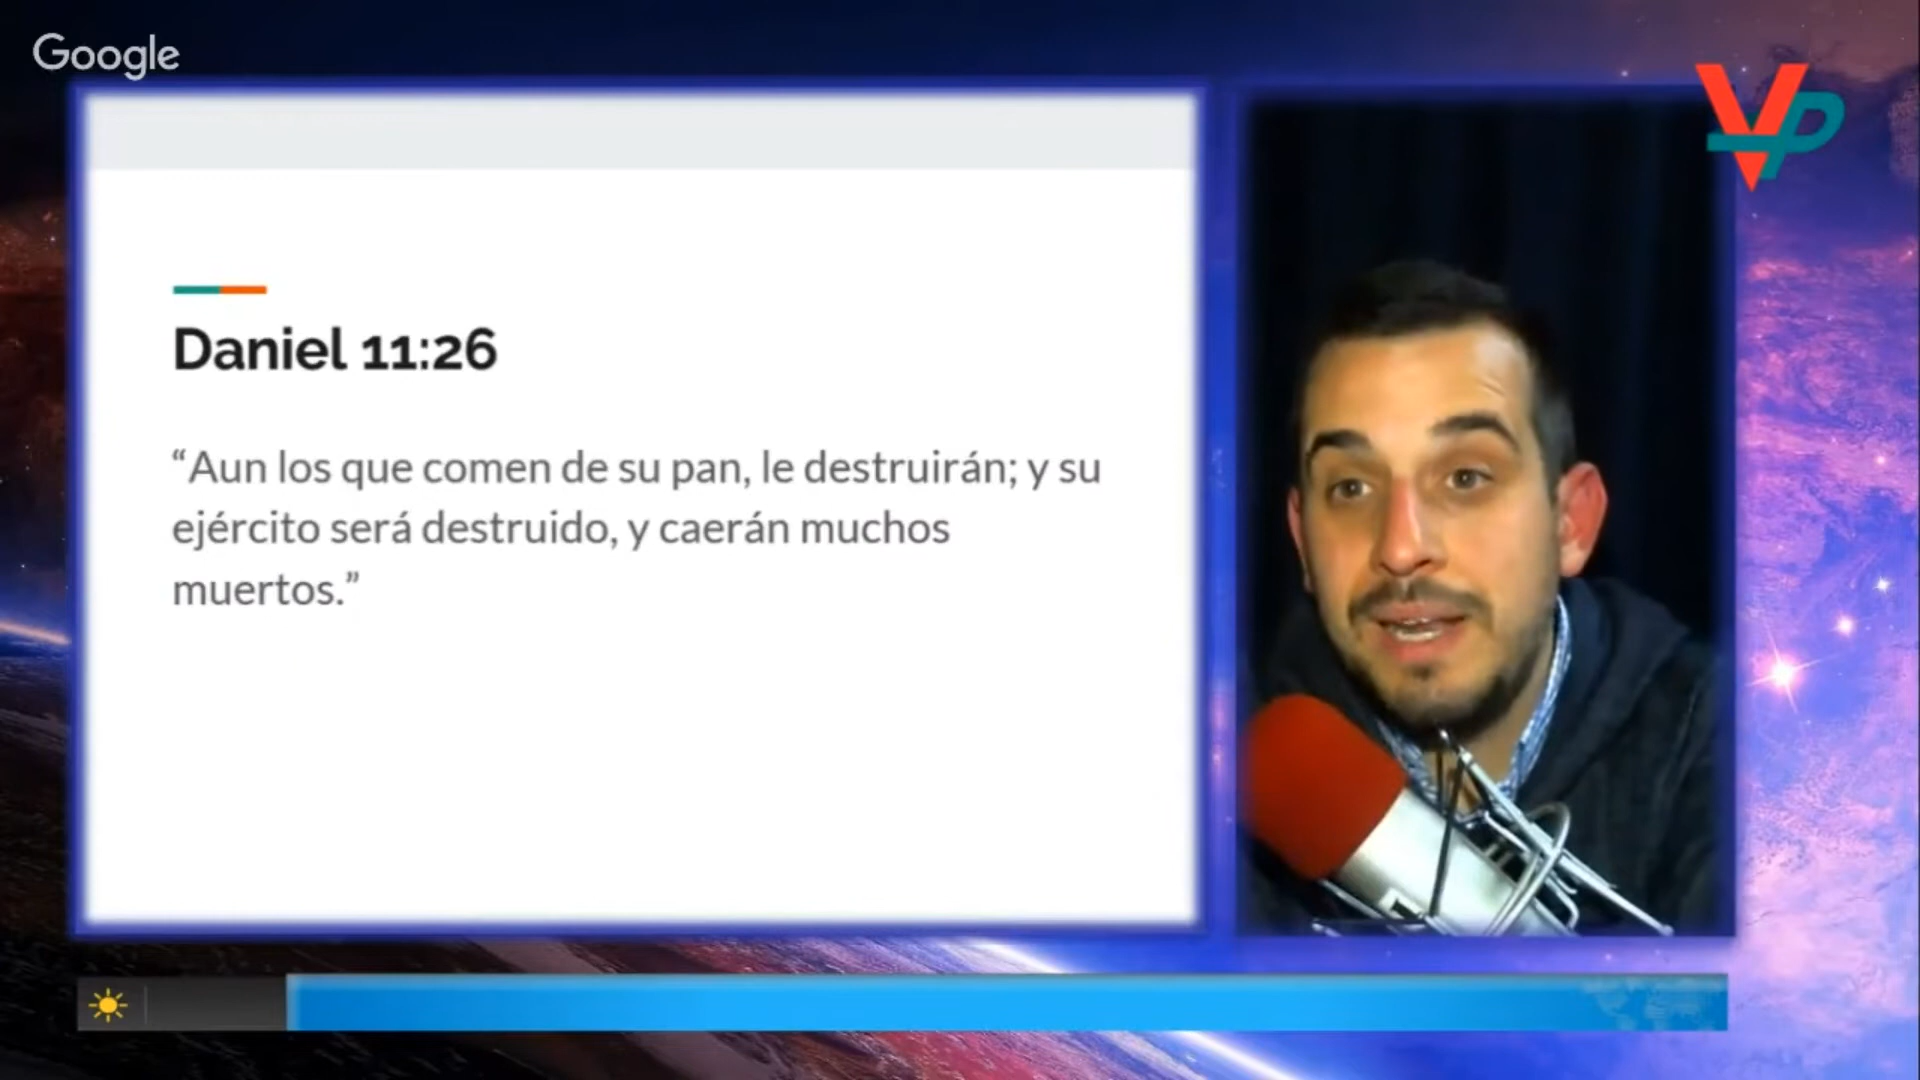 Google
VP
Daniel 11:26
“Aun los que comen de su pan, le destruirán; y su
ejército será destruido, y caerán muchos
muertos.”